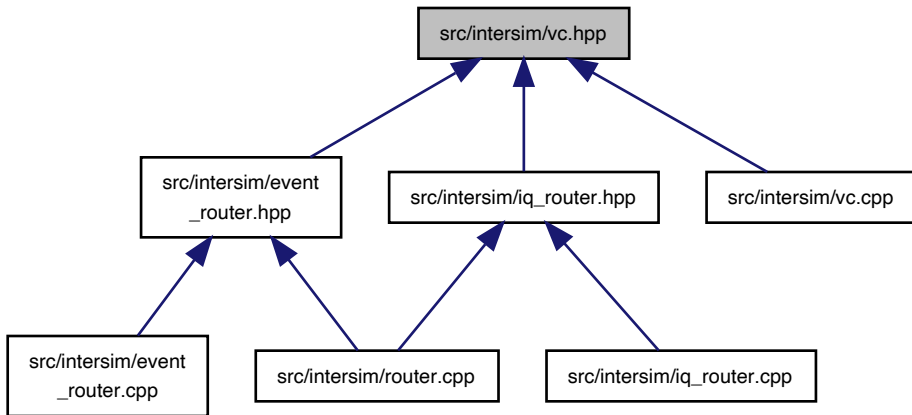 src/intersim/vc.hpp
src/intersim/event
_router.hpp
src/intersim/iq_router.hpp
src/intersim/vc.cpp
src/intersim/event
_router.cpp
src/intersim/router.cpp
src/intersim/iq_router.cpp